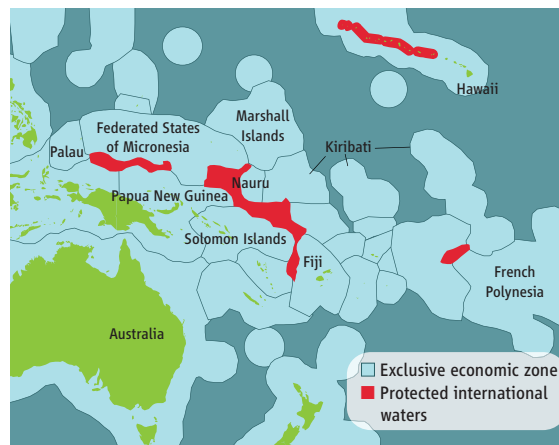 Hawaii
Marshall
Islands
Federated States
of Micronesia
Kiribati
Palau
Nauru
Papua New Guinea
Solomon Islands
Fiji
French
Polynesia
Australia
Exclusive economic zone
Protected international
waters